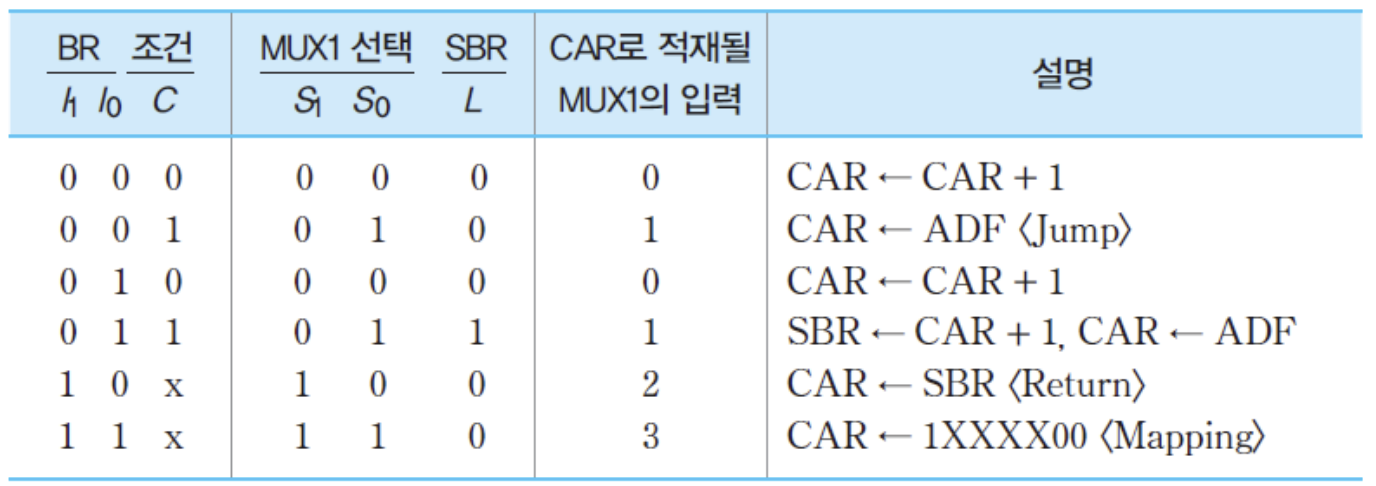 BR 조건 MUX1 선택 SBR CAR로 적재될 설명
I1 I0 C S1 S0 L MUX1의 입력
0 0 0 0 0 0 0 CAR ← CAR + 1
0 0 1 0 1 0 1 CAR ← ADF 〈Jump〉
0 1 0 0 0 0 0 CAR ← CAR + 1
0 1 1 0 1 1 1 SBR ← CAR + 1, CAR ← ADF
1 0 x 1 0 0 2 CAR ← SBR 〈Return〉
1 1 x 1 1 0 3 CAR ← 1XXXX00 〈Mapping〉